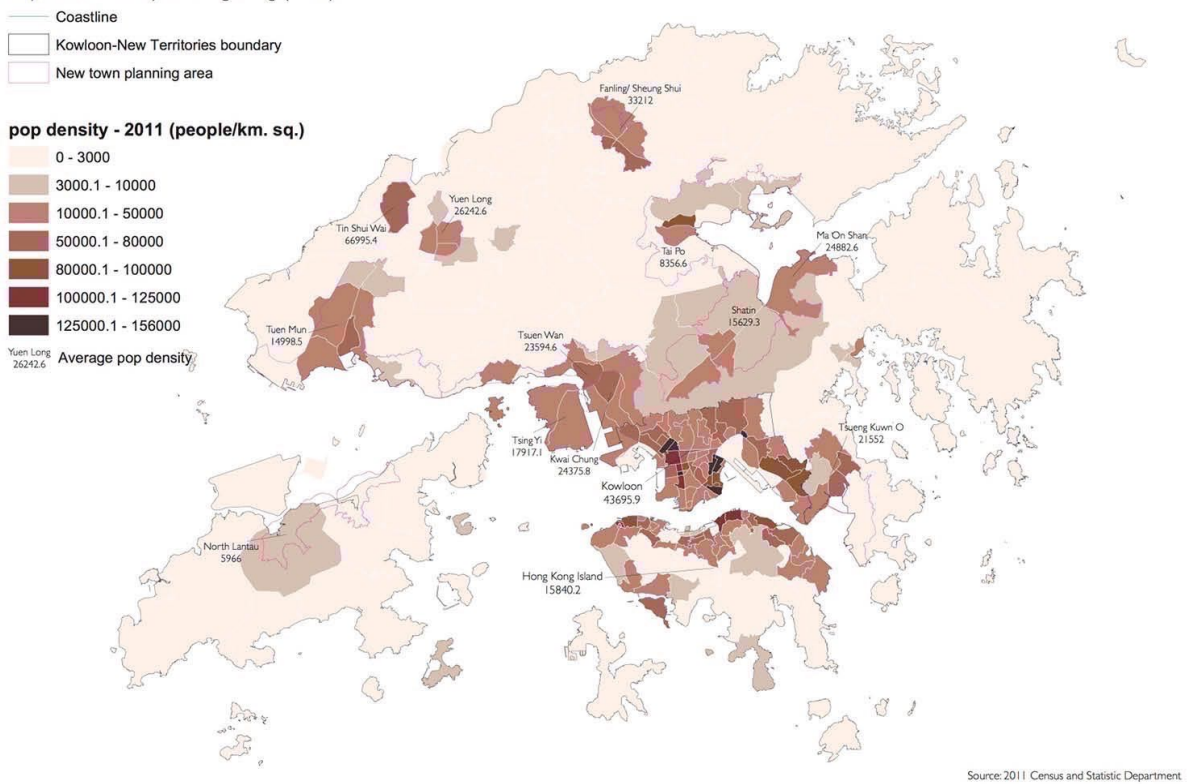 Coastline
Kowloon-New Territories boundary
New town planning area
pop density - 2011 (people/km. sq.)
0 - 3000
3000.1 - 10000
10000.1 - 50000
50000.1 - 80000
80000.1 - 100000
100000.1 - 125000
125000.1 - 156000
Yuen Long
26242.6
Average pop density
Fanling/ Sheung Shui
33212
Yuen Long
26242.6
Tin Shui Wai
66995.4
Tai Po
8356.6
Ma On Shan
24882.6
Shatin
15629.3
Tuen Mun
14998.5
Tsuen Wan
23594.6
Tsing Yi
17917.1
Kwai Chung
24375.8
Tsueng Kuwn O
21552
Kowloon
43695.9
North Lantau
5966
Hong Kong Island
15840.2
Source: 2011 Census and Statistic Department